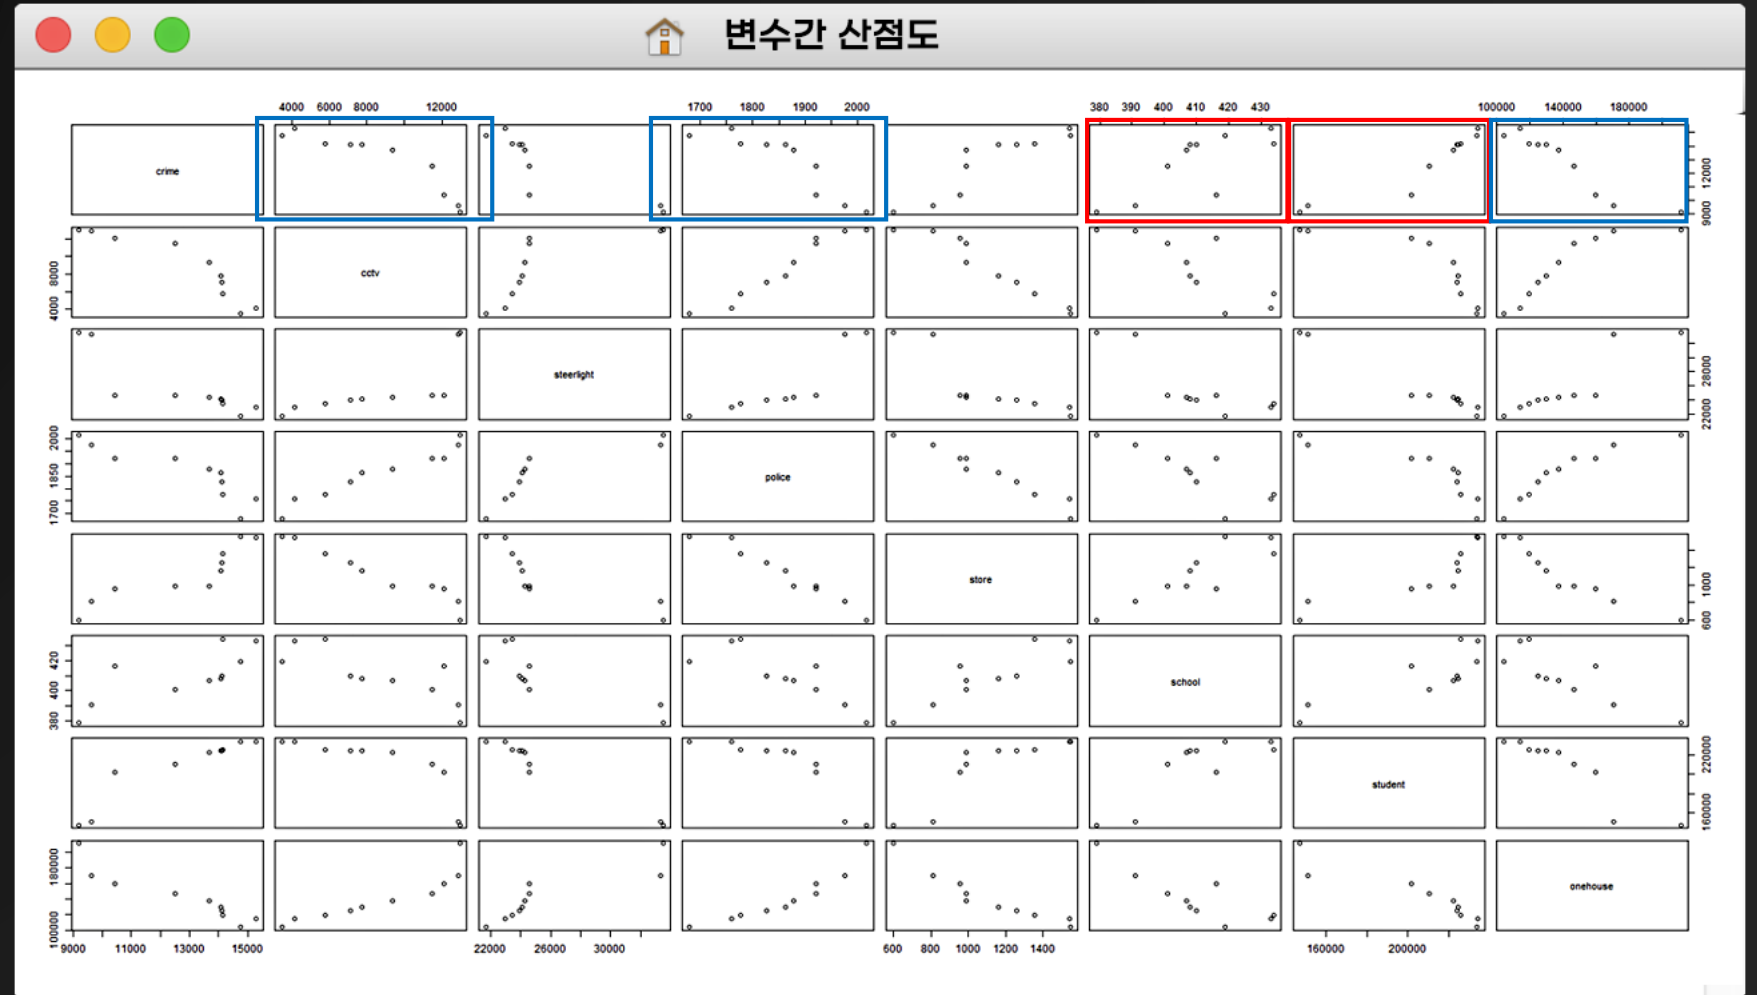 변수간 산점도
4000 6000 8000 12000 1700 1800 1900 2000 380 390 400 410 420 430 100000 140000 180000
crime
9000 12000
cctv
4000 8000
steerlight
22000 28000
police
1700 1850 2000
store
600 1000
school
380 400 420
student
160000 220000
onehouse
100000 180000
9000 11000 13000 15000 22000 26000 30000 600 800 1000 1200 1400 160000 200000